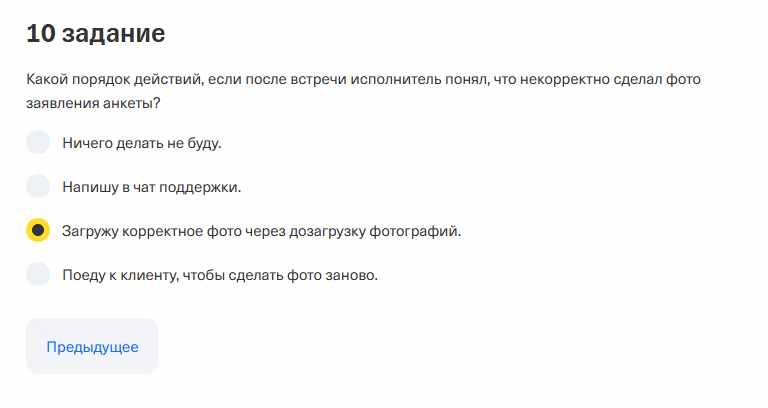 10 задание
Какой порядок действий, если после встречи исполнитель понял, что некорректно сделал фото
заявления анкеты?
Ничего делать не буду.
Напишу в чат поддержки.
Загружу корректное фото через дозагрузку фотографий.
Поеду к клиенту, чтобы сделать фото заново.
Предыдущее